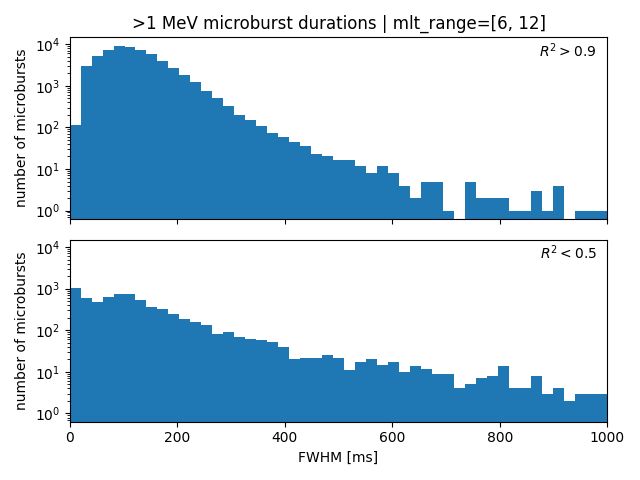 >1 MeV microburst durations | mlt_range=[6, 12]
number of microbursts
10⁴
10³
10²
10¹
10⁰
R² > 0.9
number of microbursts
10⁴
10³
10²
10¹
10⁰
R² < 0.5
0 200 400 600 800 1000
FWHM [ms]